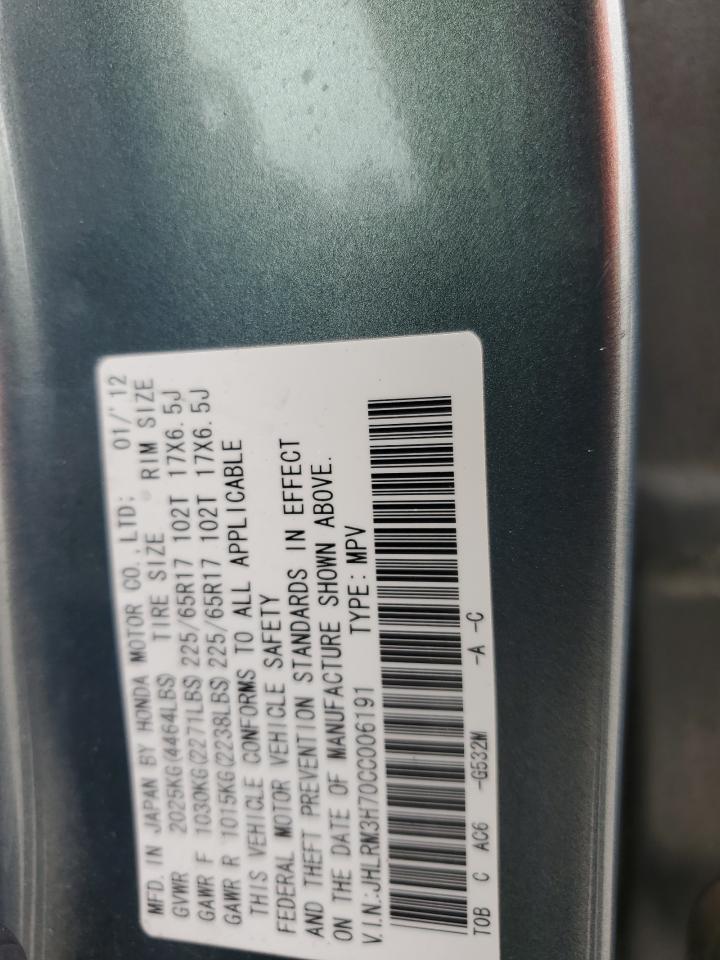 MFD. IN JAPAN BY HONDA MOTOR CO., LTD; 01/'12
GVWR 2025KG(4464LBS) TIRE SIZE RIM SIZE
GAWR F 1030KG(2271LBS) 225/65R17 102T 17X6.5J
GAWR R 1015KG(2238LBS) 225/65R17 102T 17X6.5J
THIS VEHICLE CONFORMS TO ALL APPLICABLE
FEDERAL MOTOR VEHICLE SAFETY
AND THEFT PREVENTION STANDARDS IN EFFECT
ON THE DATE OF MANUFACTURE SHOWN ABOVE.
V.I.N.:JHLRM3H70CC006191 TYPE: MPV
TOB C AC6 -G532M -A -C